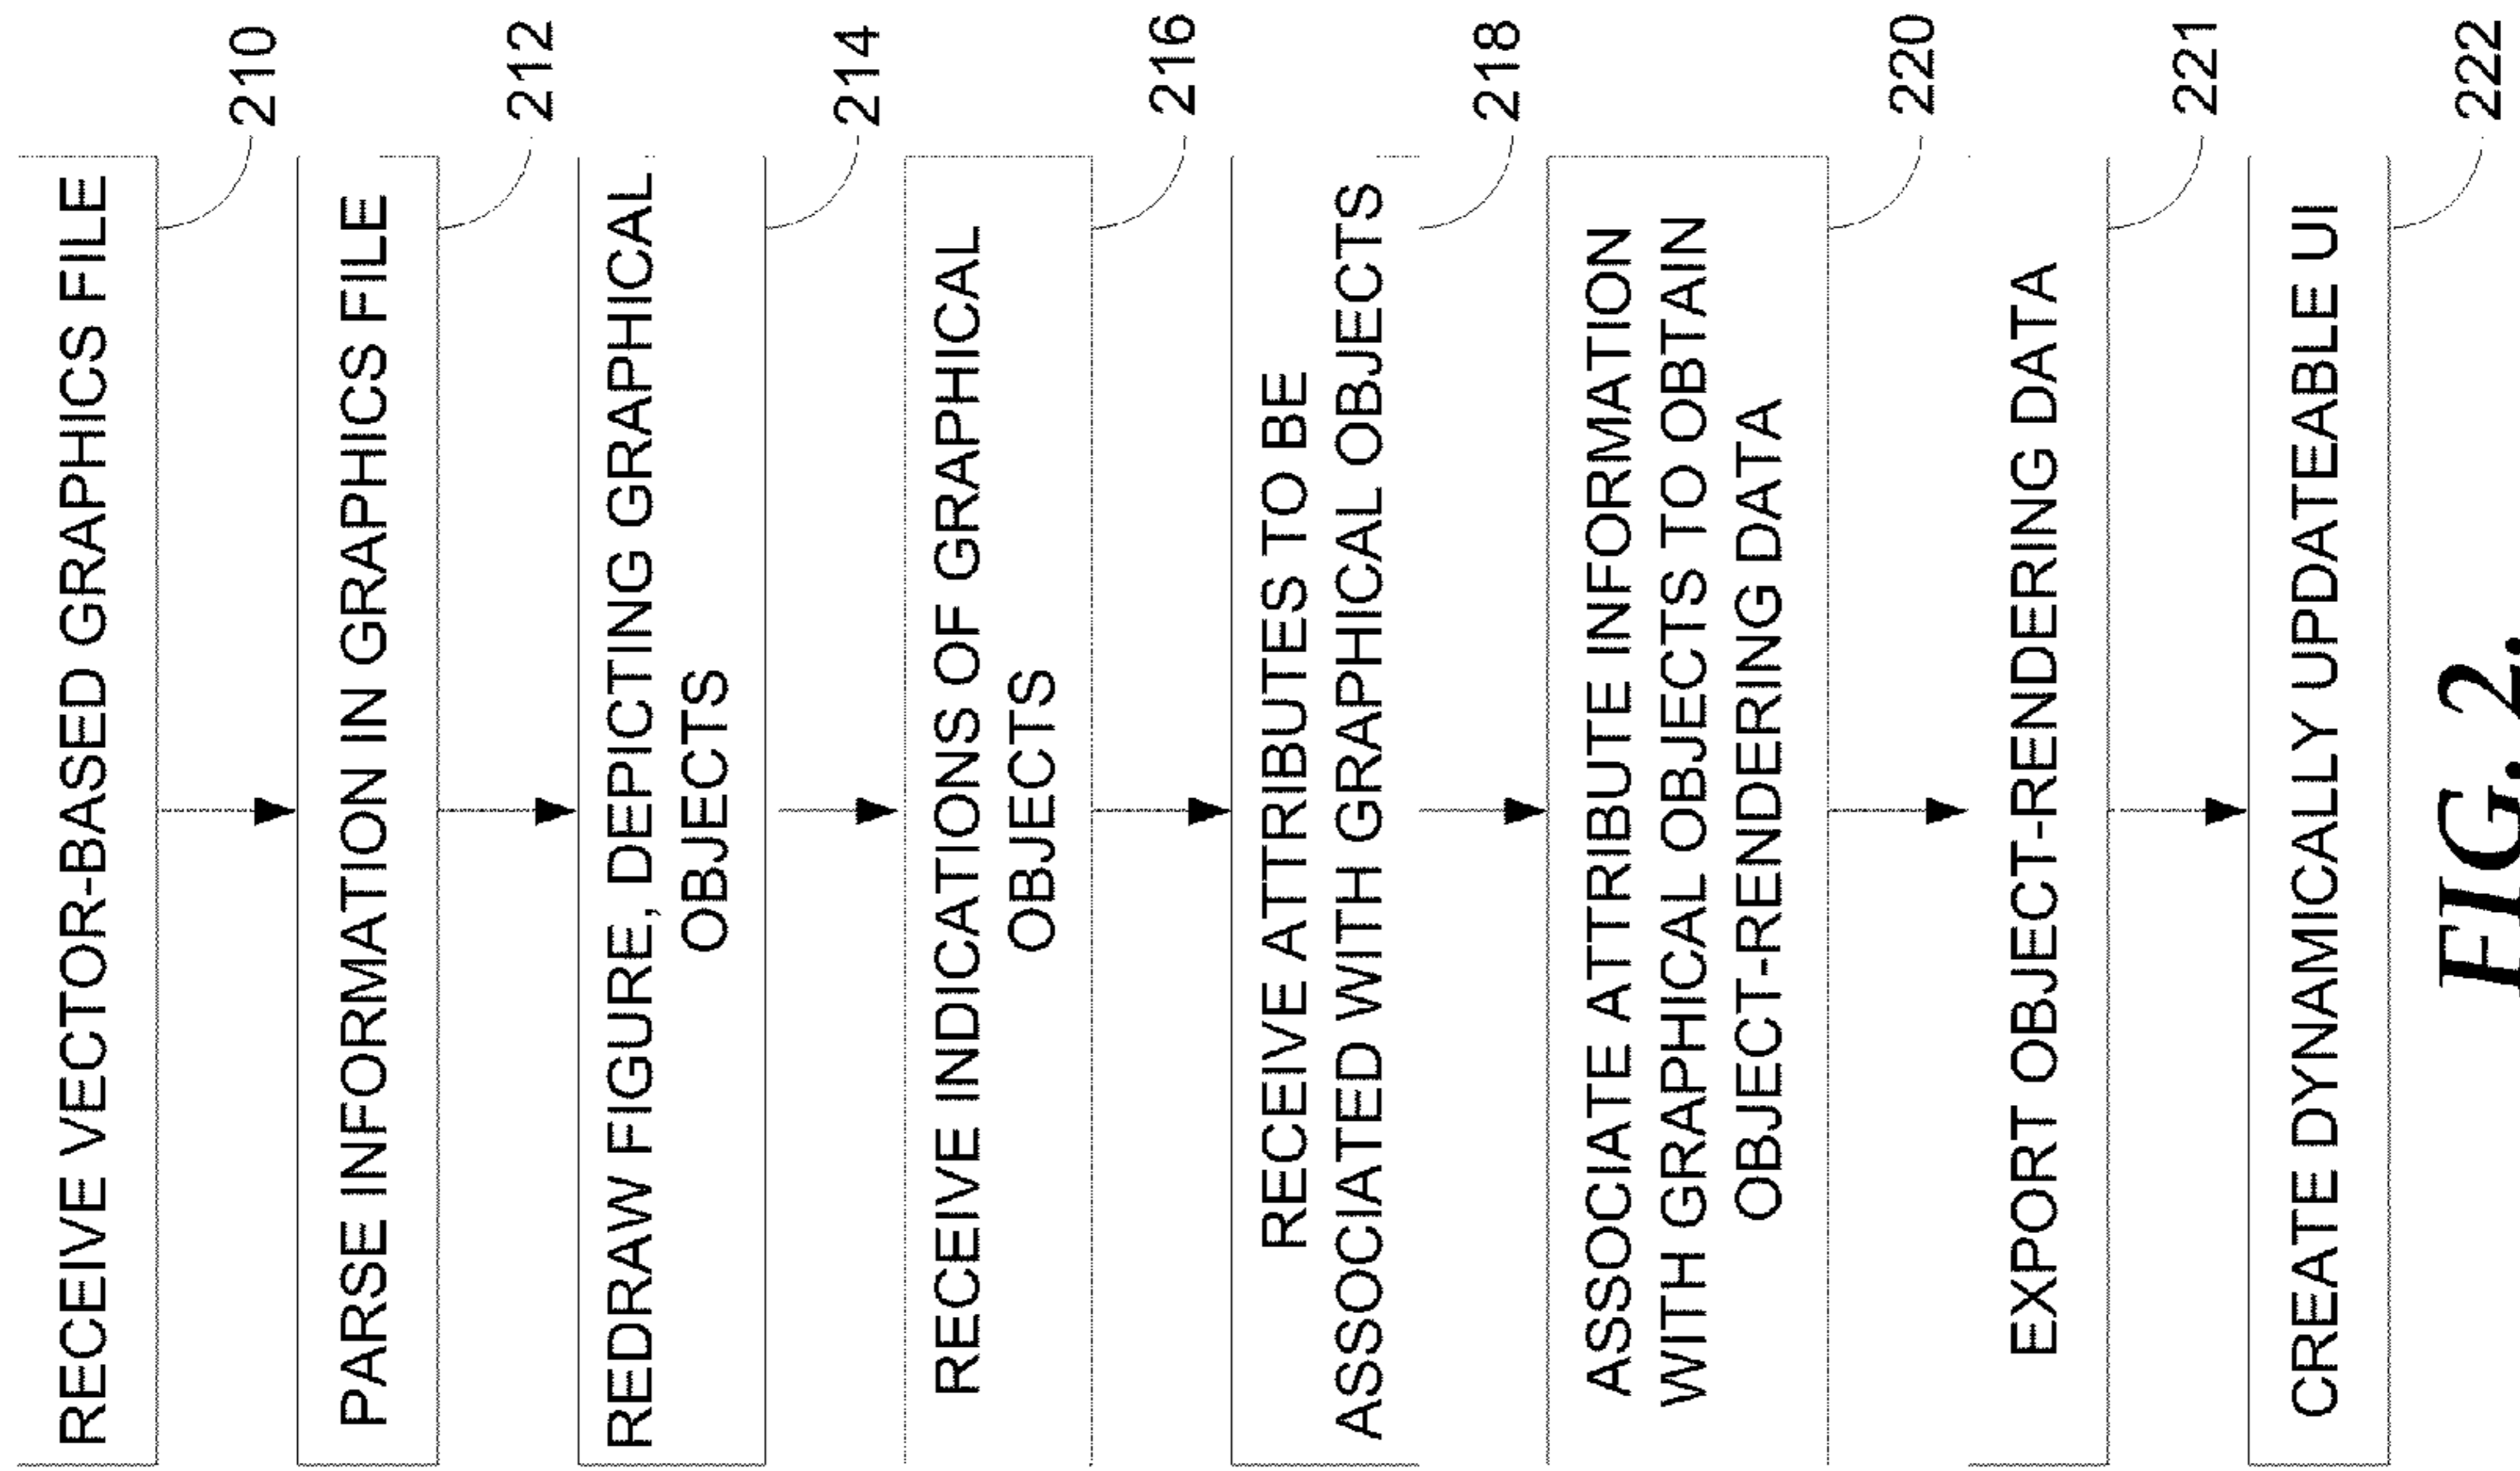 RECEIVE VECTOR-BASED GRAPHICS FILE
210
PARSE INFORMATION IN GRAPHICS FILE
212
REDRAW FIGURE, DEPICTING GRAPHICAL
OBJECTS
214
RECEIVE INDICATIONS OF GRAPHICAL
OBJECTS
216
RECEIVE ATTRIBUTES TO BE
ASSOCIATED WITH GRAPHICAL OBJECTS
218
ASSOCIATE ATTRIBUTE INFORMATION
WITH GRAPHICAL OBJECTS TO OBTAIN
OBJECT-RENDERING DATA
220
EXPORT OBJECT-RENDERING DATA
221
CREATE DYNAMICALLY UPDATEABLE UI
222
FIG. 2.